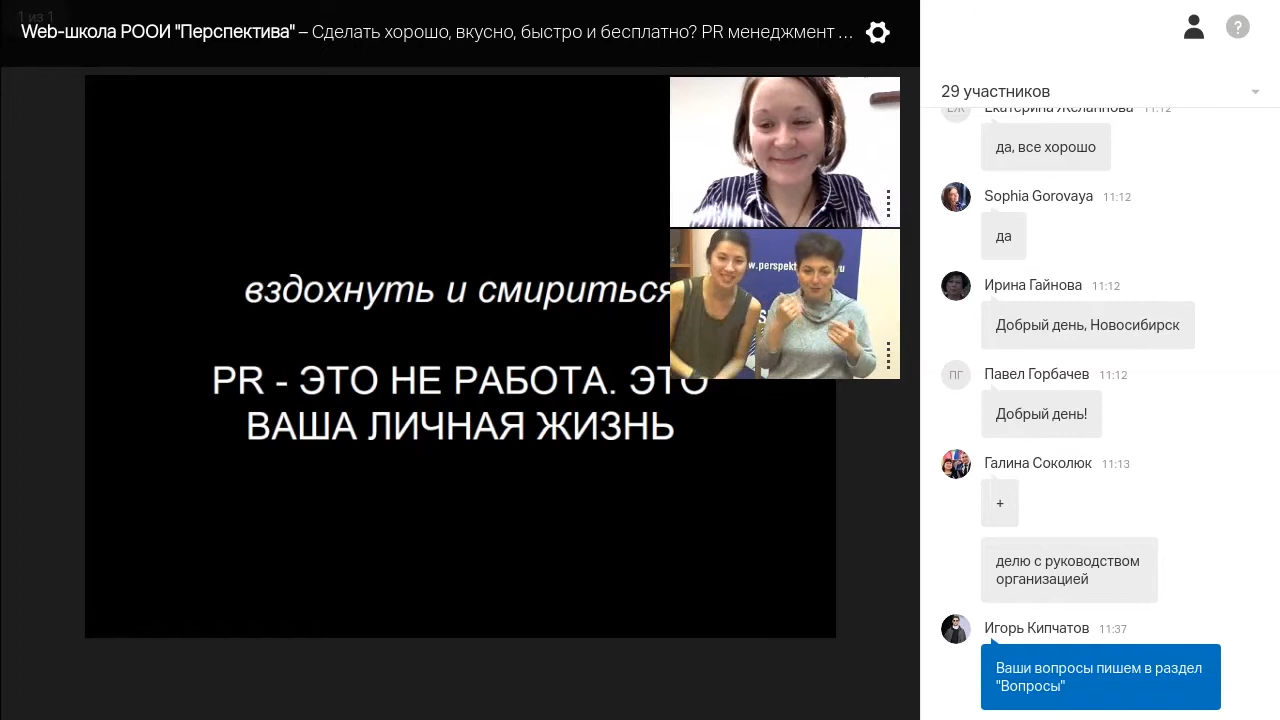 1 из 1
Web-школа РООИ "Перспектива" – Сделать хорошо, вкусно, быстро и бесплатно? PR менеджмент ...
вздохнуть и смириться
PR - ЭТО НЕ РАБОТА. ЭТО
ВАША ЛИЧНАЯ ЖИЗНЬ
w.perspekt
ru
?
29 участников
ЕЖ
Екатерина Желаннова 11:12
да, все хорошо
Sophia Gorovaya 11:12
да
Ирина Гайнова 11:12
Добрый день, Новосибирск
ПГ
Павел Горбачев 11:12
Добрый день!
Галина Соколюк 11:13
+
делю с руководством
организацией
Игорь Кипчатов 11:37
Ваши вопросы пишем в раздел
"Вопросы"